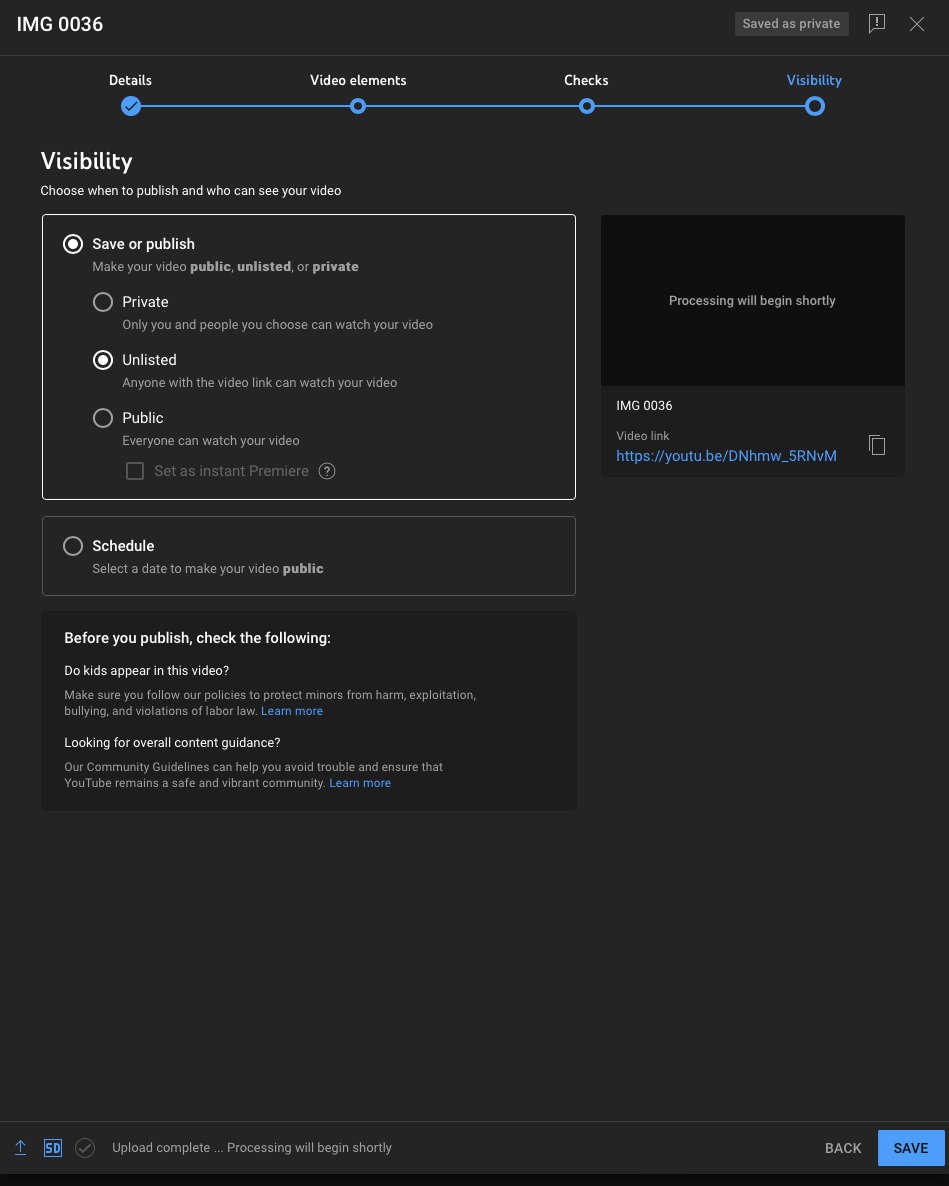 IMG 0036
Saved as private
Details
Video elements
Checks
Visibility
Visibility
Choose when to publish and who can see your video
Save or publish
Make your video public, unlisted, or private
Private
Only you and people you choose can watch your video
Unlisted
Anyone with the video link can watch your video
Public
Everyone can watch your video
Set as instant Premiere ?
Schedule
Select a date to make your video public
Before you publish, check the following:
Do kids appear in this video?
Make sure you follow our policies to protect minors from harm, exploitation,
bullying, and violations of labor law. Learn more
Looking for overall content guidance?
Our Community Guidelines can help you avoid trouble and ensure that
YouTube remains a safe and vibrant community. Learn more
Processing will begin shortly
IMG 0036
Video link
https://youtu.be/DNhmw_5RNvM
SD
Upload complete ... Processing will begin shortly
BACK
SAVE